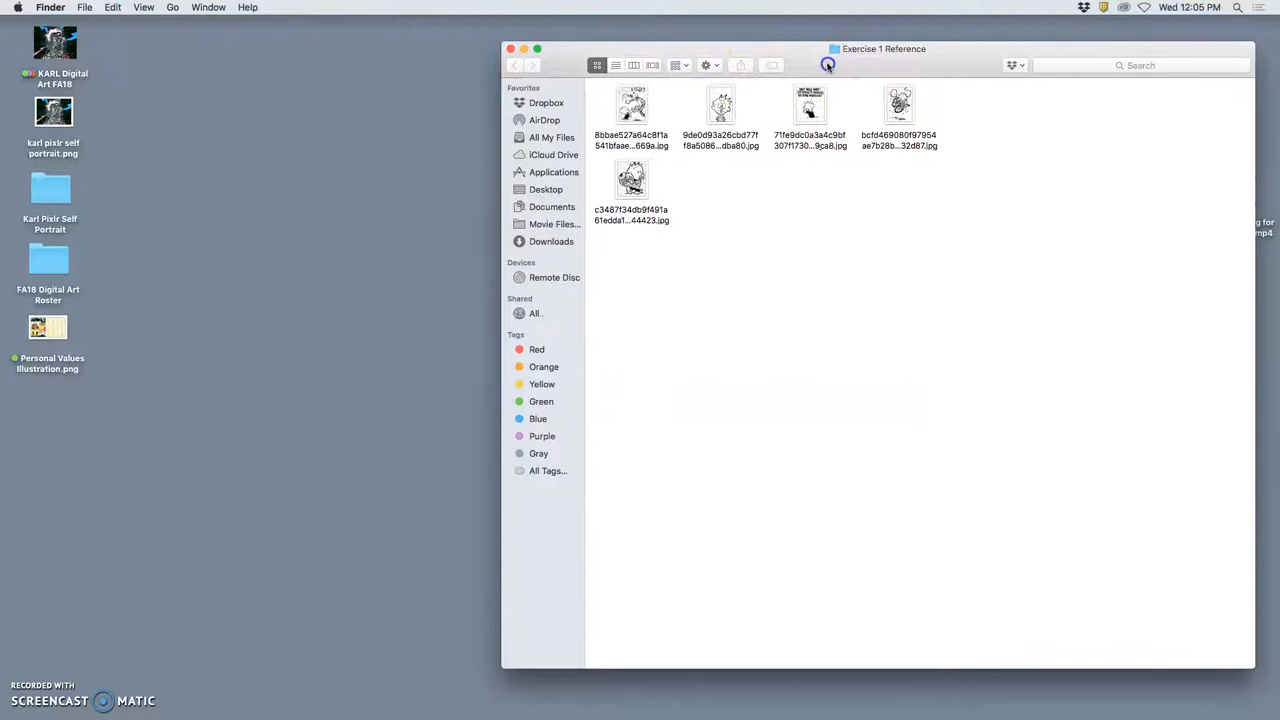 Finder File Edit View Go Window Help Wed 12:05 PM
KARL Digital
Art FA18
karl pixlr self
portrait.png
Karl Pixlr Self
Portrait
FA18 Digital Art
Roster
Personal Values
Illustration.png
Exercise 1 Reference
Search
Favorites
Dropbox
AirDrop
All My Files
iCloud Drive
Applications
Desktop
Documents
Movie Files...
Downloads
Devices
Remote Disc
Shared
All..
Tags
Red
Orange
Yellow
Green
Blue
Purple
Gray
All Tags...
8bbae527a64c8f1a
541bfaae...669a.jpg
9de0d93a26cbd77f
f8a5086...dba80.jpg
71fe9dc0a3a4c9bf
307f1730...9ca8.jpg
bcfd469080f97954
ae7b28b...32d87.jpg
c3487f34db9f491a
61edda1...44423.jpg
g for
mp4
RECORDED WITH
SCREENCAST MATIC